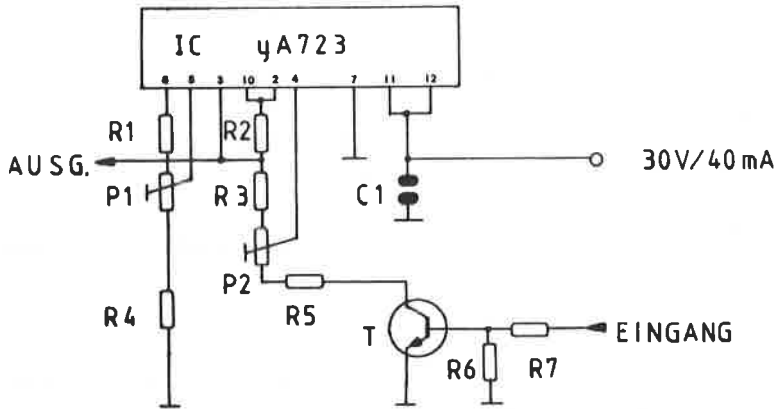 IC yA723
6 5 3 10 2 4 7 11 12
R1 R2
AUSG. 30V/40mA
P1 R3 C1
P2
R4 R5
T EINGANG
R6 R7